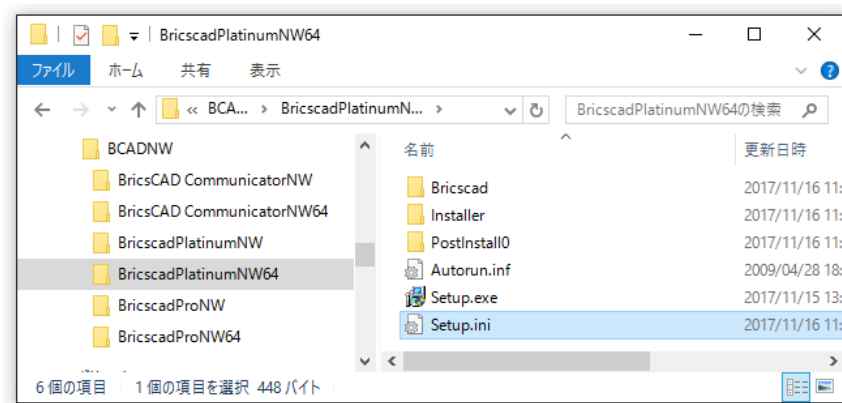 BricscadPlatinumNW64
ファイル ホーム 共有 表示
« BCA... › BricscadPlatinumN... › BricscadPlatinumNW64の検索
BCADNW
BricsCAD CommunicatorNW
BricsCAD CommunicatorNW64
BricscadPlatinumNW
BricscadPlatinumNW64
BricscadProNW
BricscadProNW64
名前 更新日時
Bricscad 2017/11/16 11:
Installer 2017/11/16 11:
PostInstall0 2017/11/16 11:
Autorun.inf 2009/04/28 18:
Setup.exe 2017/11/15 13:
Setup.ini 2017/11/16 11:
6 個の項目 1 個の項目を選択 448 バイト